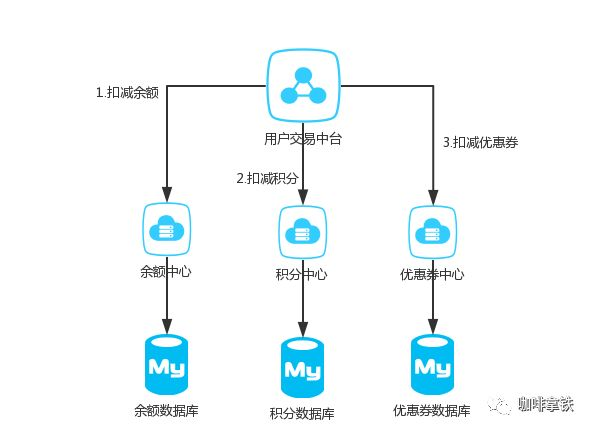 1.扣减余额
用户交易中台
3.扣减优惠券
2.扣减积分
余额中心
积分中心
优惠券中心
My
My
My
余额数据库
积分数据库
优惠券数据库
咖啡拿铁